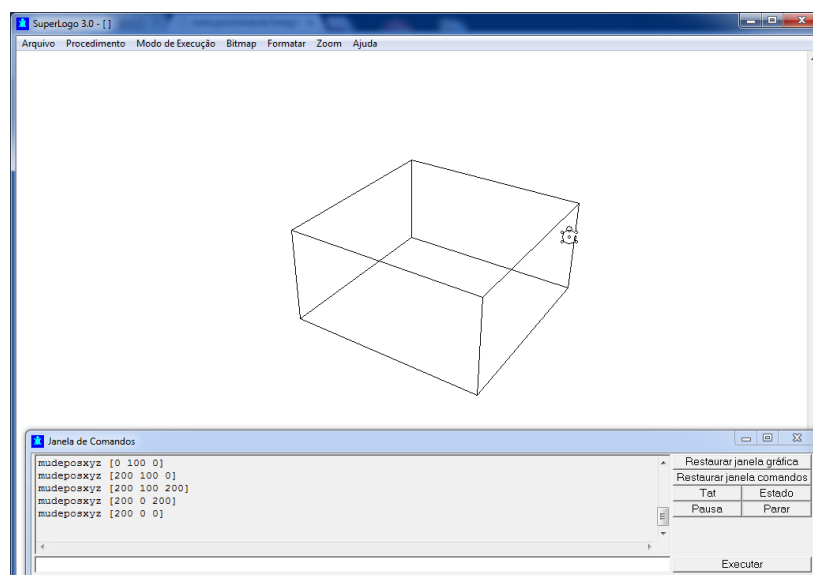 SuperLogo 3.0 - [ ]
Arquivo Procedimento Modo de Execução Bitmap Formatar Zoom Ajuda
Janela de Comandos
mudeposxyz [0 100 0]
mudeposxyz [200 100 0]
mudeposxyz [200 100 200]
mudeposxyz [200 0 200]
mudeposxyz [200 0 0]
Restaurar janela gráfica
Restaurar janela comandos
Tat Estado
Pausa Parar
Executar